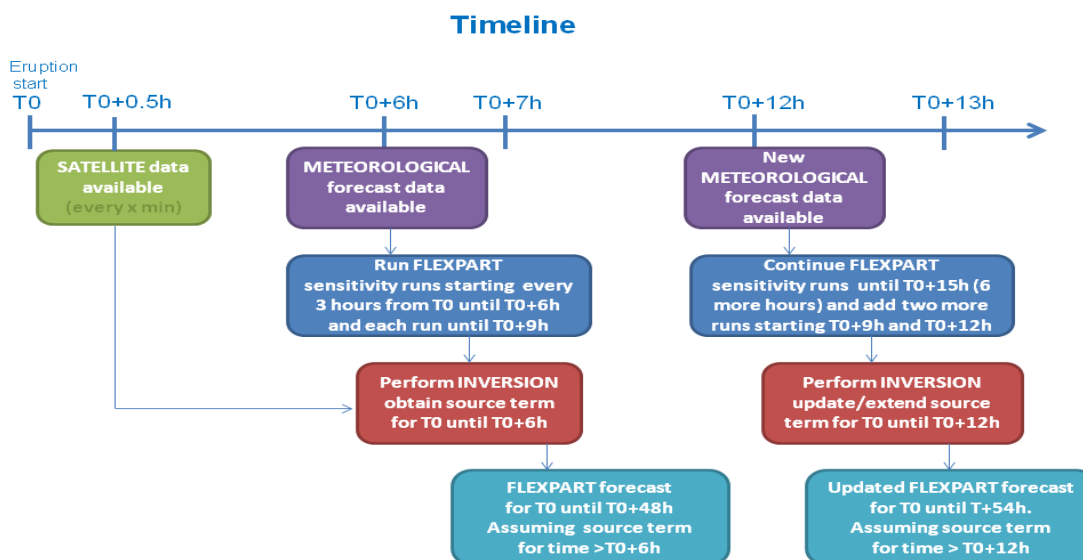 Timeline
Eruption
start
T0
T0+0.5h
T0+6h
T0+7h
T0+12h
T0+13h
SATELLITE data
available
(every x min)
METEOROLOGICAL
forecast data
available
New
METEOROLOGICAL
forecast data
available
Run FLEXPART
sensitivity runs starting every
3 hours from T0 until T0+6h
and each run until T0+9h
Continue FLEXPART
sensitivity runs until T0+15h (6
more hours) and add two more
runs starting T0+9h and T0+12h
Perform INVERSION
obtain source term
for T0 until T0+6h
Perform INVERSION
update/extend source
term for T0 until T0+12h
FLEXPART forecast
for T0 until T0+48h
Assuming source term
for time >T0+6h
Updated FLEXPART forecast
for T0 until T+54h.
Assuming source term
for time > T0+12h